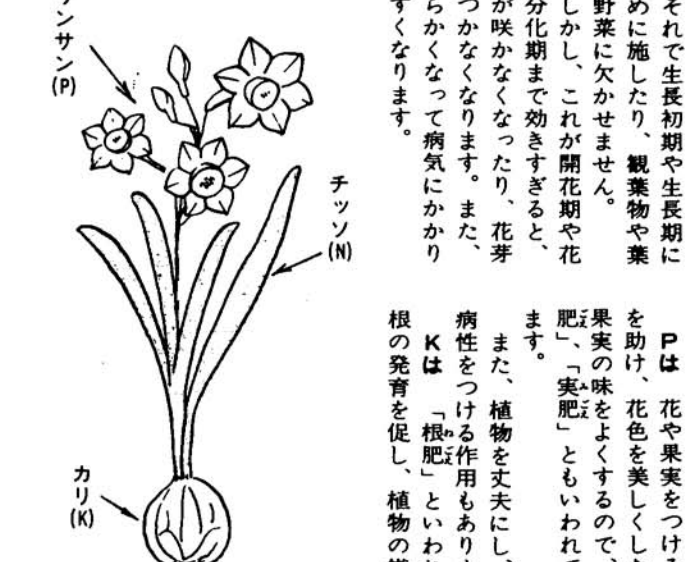 それで生長初期や生長期に
めに施したり、観葉物や葉
野菜に欠かせません。
しかし、これが開花期や花
分化期まで効きすぎると、
が咲かなくなったり、花芽
つかなくなります。また、
らかくなって病気にかかり
すくなります。
Pは 花や果実をつけ
を助け、花色を美しくし
果実の味をよくするので、
肥」、「実肥」ともいわれて
ます。
また、植物を丈夫にし、
病性をつける作用もあり
Kは 「根肥」といわ
根の発育を促し、植物の
ンサン
(P)
チッソ
(N)
カリ
(K)